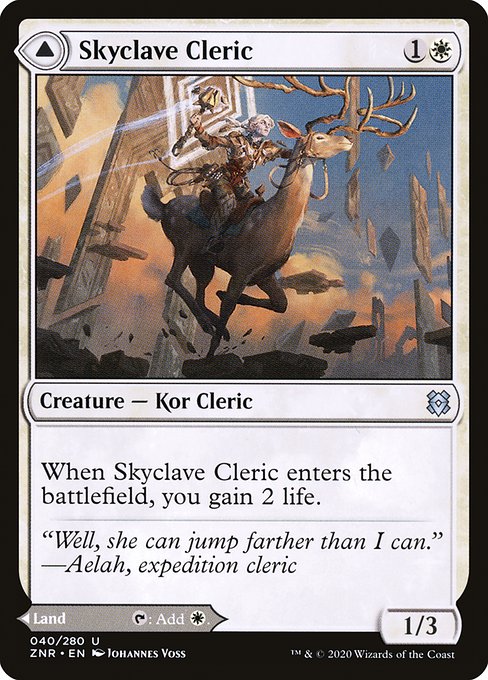 Skyclave Cleric 1
Creature — Kor Cleric
When Skyclave Cleric enters the
battlefield, you gain 2 life.
“Well, she can jump farther than I can.”
—Aelah, expedition cleric
Land : Add
1/3
040/280 U
ZNR • EN Johannes Voss
™ & © 2020 Wizards of the Coast